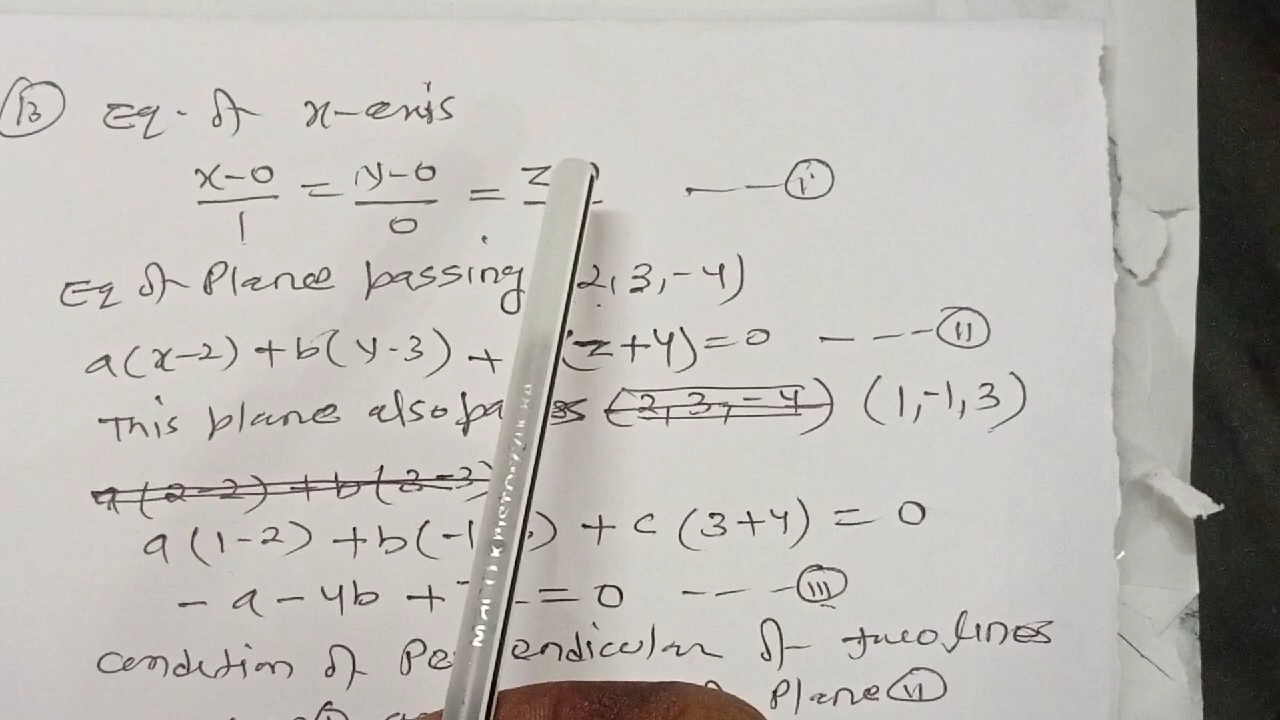 13 Eq. of x-axis
x-0/1 = y-0/0 = z (i)
Eq of Plane passing 2, 3, -4)
a(x-2) + b(y-3) + (z+4) = 0 --- (ii)
This plane also pa es (2, 3, -4) (1, -1, 3)
a(2-2) + b(3-3)
a(1-2) + b(-1 ) + c(3+4) = 0
- a - 4b + = 0 --- (iii)
condition of Pe endicular of two lines
Plane (ii)